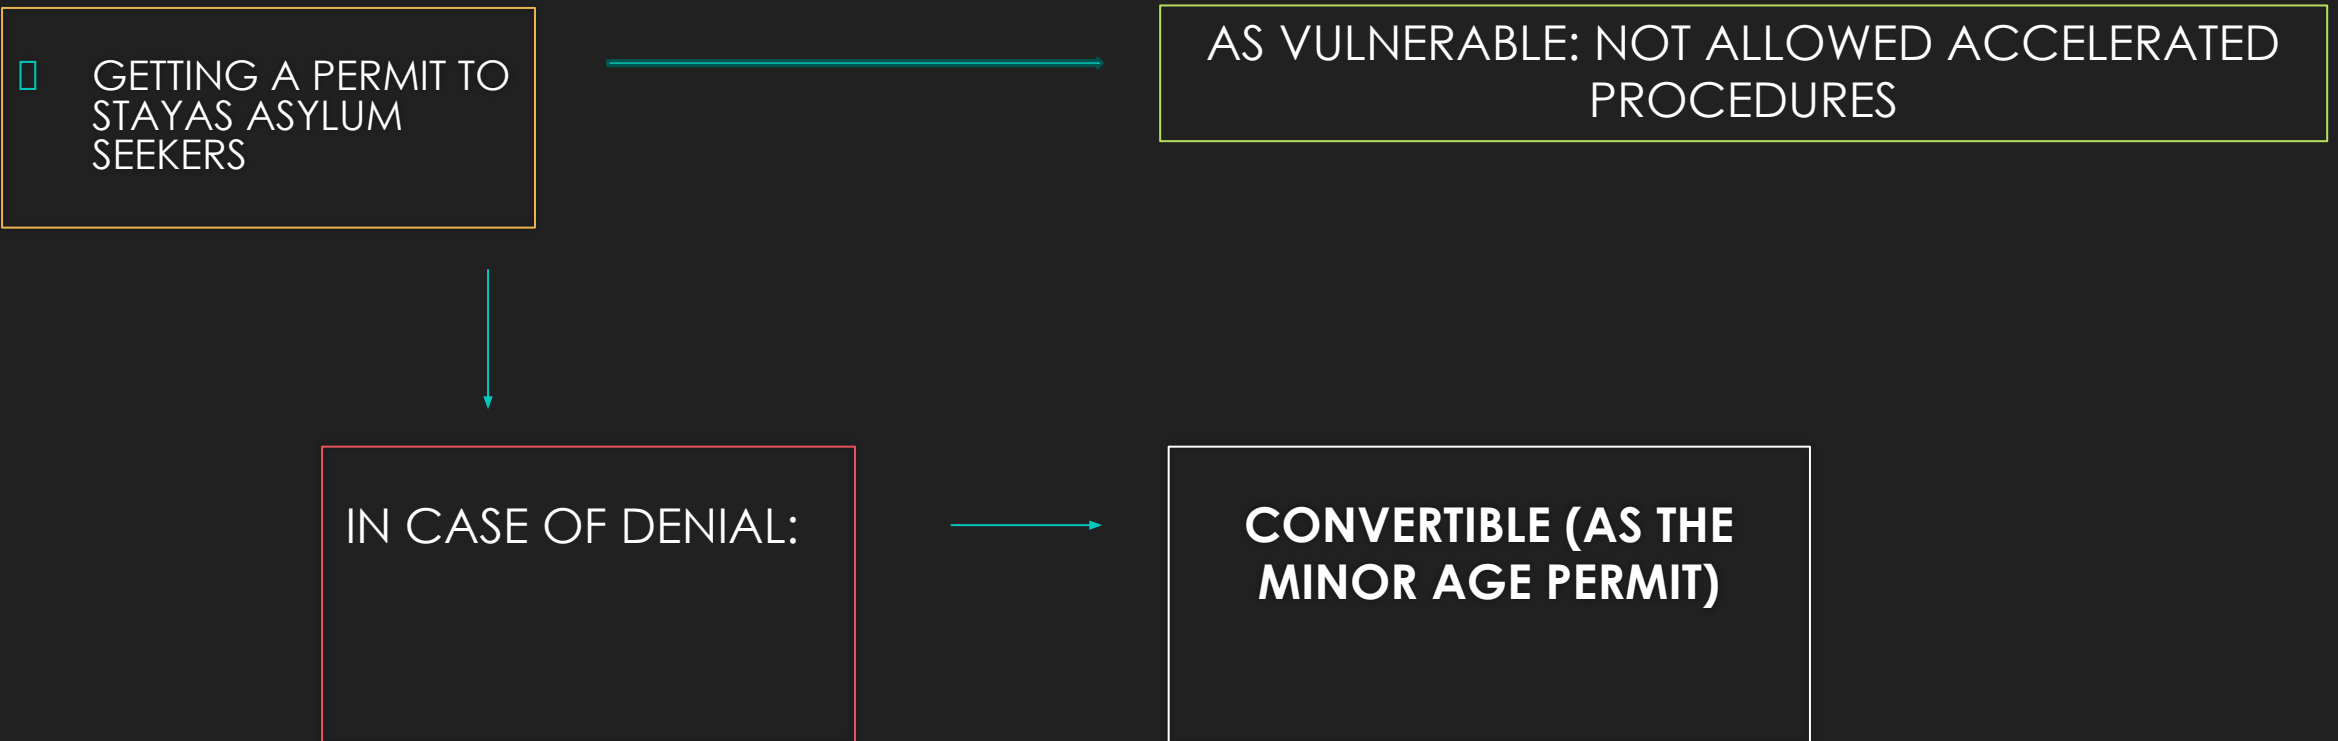 GETTING A PERMIT TO
STAYAS ASYLUM
SEEKERS
AS VULNERABLE: NOT ALLOWED ACCELERATED
PROCEDURES
IN CASE OF DENIAL:
CONVERTIBLE (AS THE
MINOR AGE PERMIT)